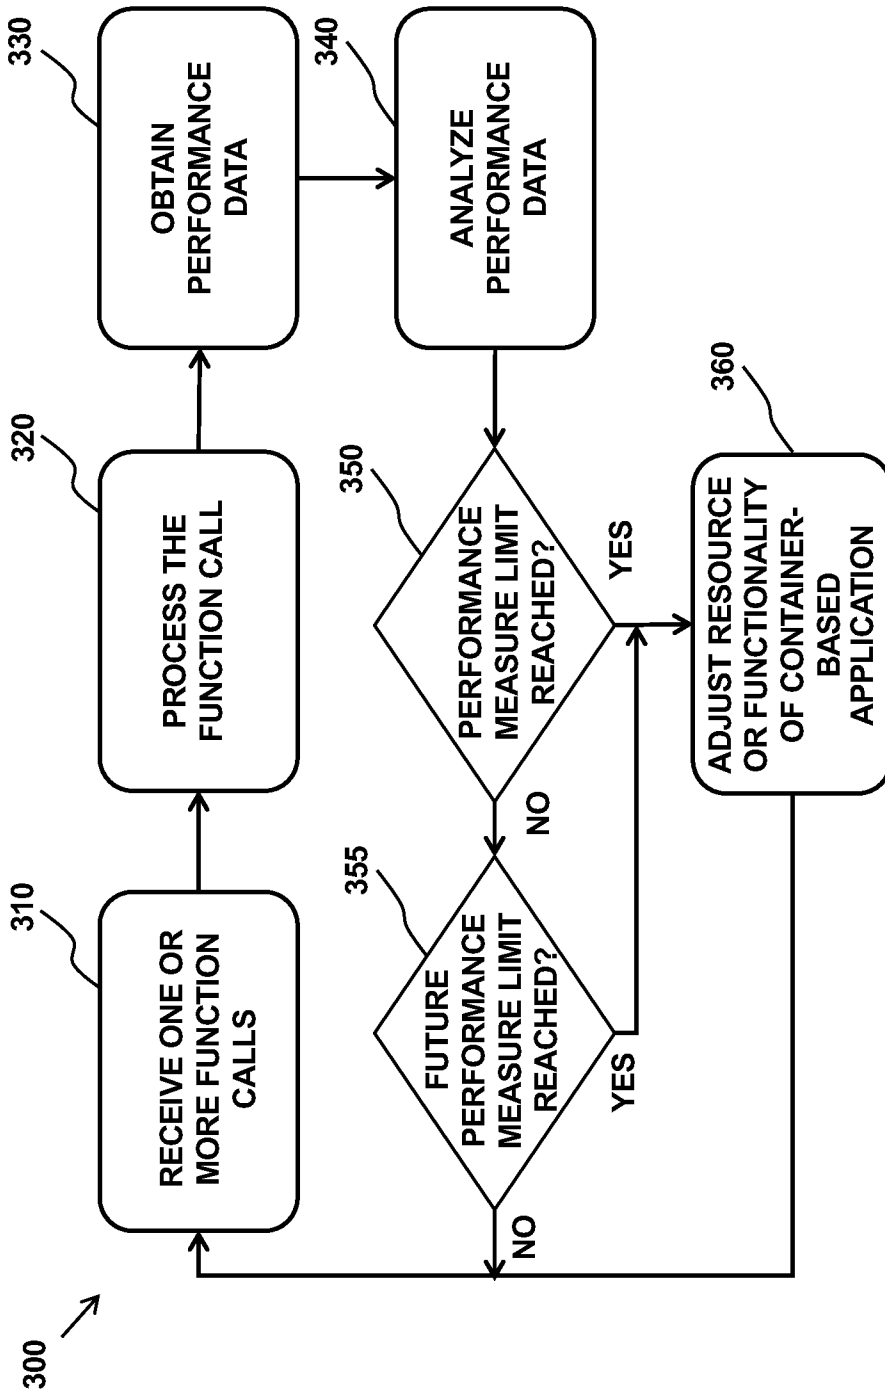 300
310
RECEIVE ONE OR
MORE FUNCTION
CALLS
320
PROCESS THE
FUNCTION CALL
330
OBTAIN
PERFORMANCE
DATA
340
ANALYZE
PERFORMANCE
DATA
350
PERFORMANCE
MEASURE LIMIT
REACHED?
YES
NO
355
FUTURE
PERFORMANCE
MEASURE LIMIT
REACHED?
YES
NO
360
ADJUST RESOURCE
OR FUNCTIONALITY
OF CONTAINER-
BASED
APPLICATION